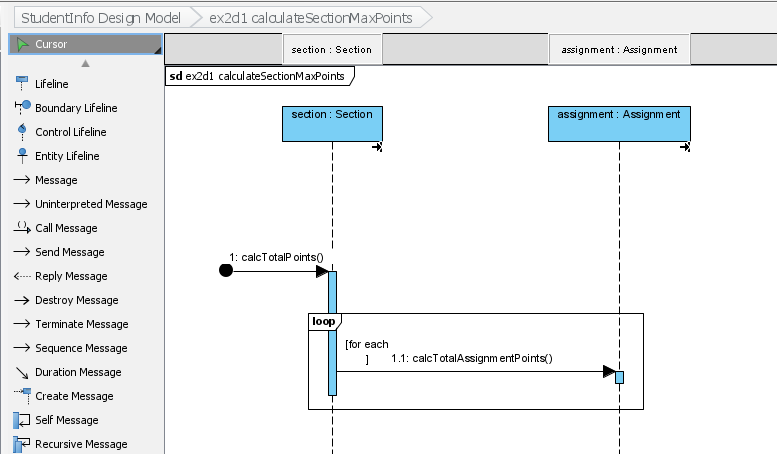 StudentInfo Design Model
ex2d1 calculateSectionMaxPoints
Cursor
Lifeline
Boundary Lifeline
Control Lifeline
Entity Lifeline
Message
Uninterpreted Message
Call Message
Send Message
Reply Message
Destroy Message
Terminate Message
Sequence Message
Duration Message
Create Message
Self Message
Recursive Message
section : Section
assignment : Assignment
sd ex2d1 calculateSectionMaxPoints
section : Section
assignment : Assignment
1: calcTotalPoints()
loop
[for each
] 1.1: calcTotalAssignmentPoints()